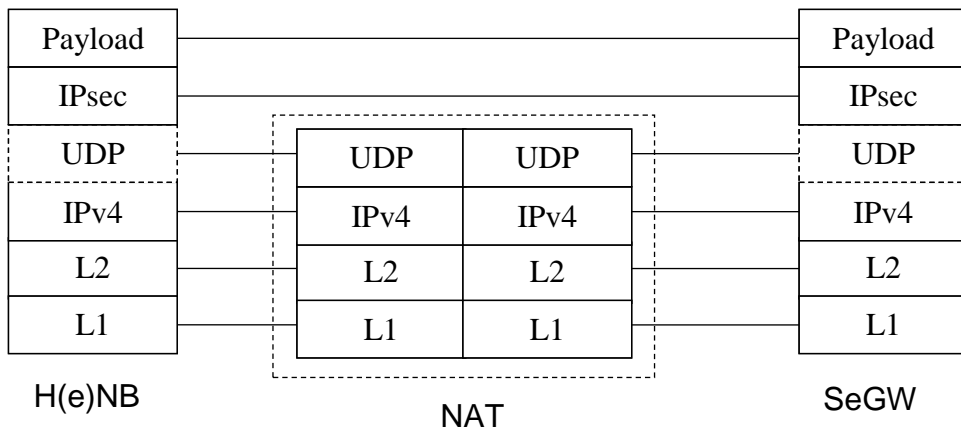 Payload
IPsec
UDP
IPv4
L2
L1
H(e)NB
UDP UDP
IPv4 IPv4
L2 L2
L1 L1
NAT
Payload
IPsec
UDP
IPv4
L2
L1
SeGW